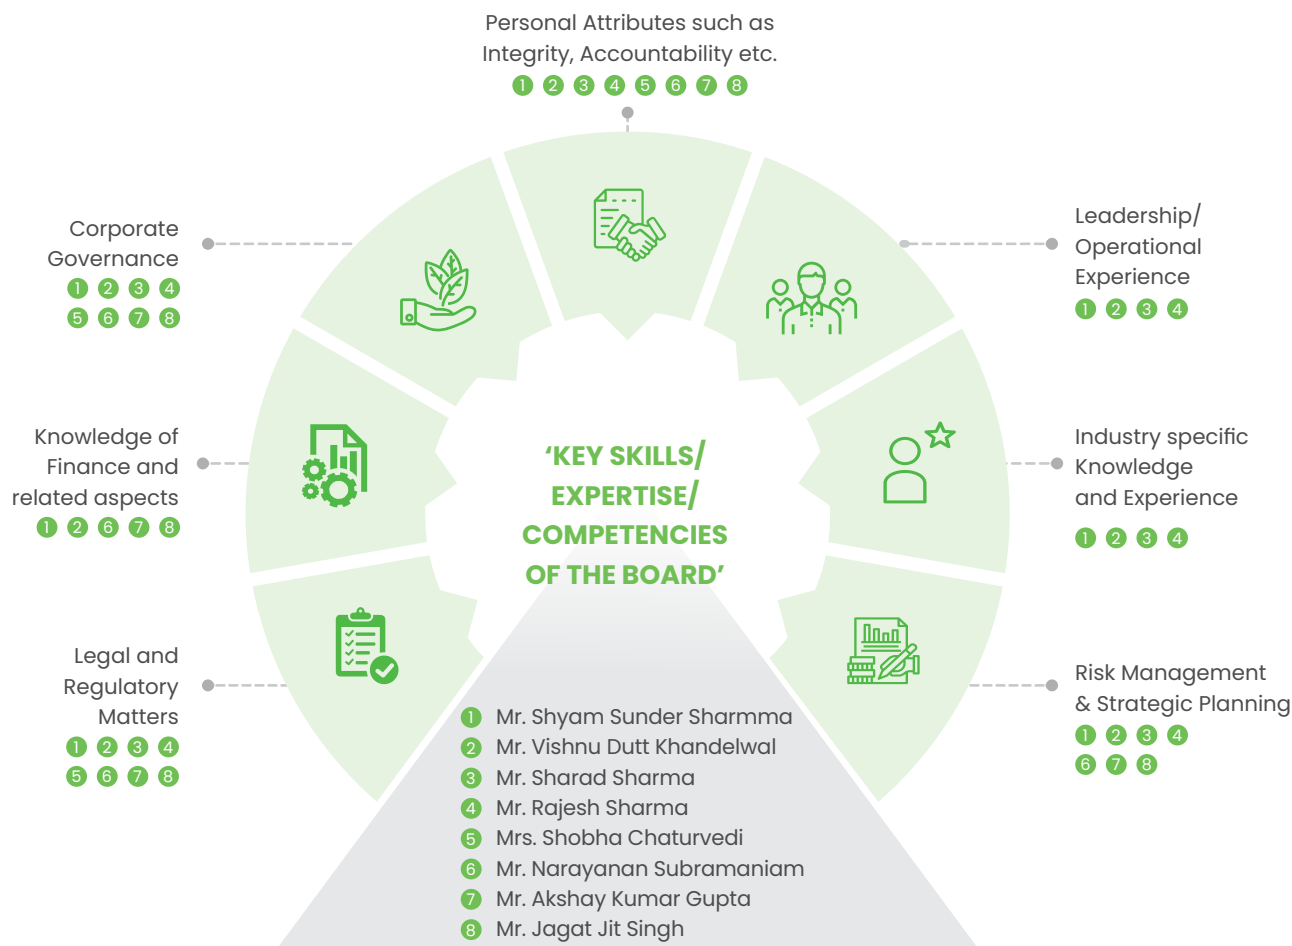 Personal Attributes such as
Integrity, Accountability etc.
1 2 3 4 5 6 7 8
Corporate
Governance
1 2 3 4
5 6 7 8
Leadership/
Operational
Experience
1 2 3 4
Knowledge of
Finance and
related aspects
1 2 6 7 8
Industry specific
Knowledge
and Experience
1 2 3 4
‘KEY SKILLS/
EXPERTISE/
COMPETENCIES
OF THE BOARD’
Legal and
Regulatory
Matters
1 2 3 4
5 6 7 8
Risk Management
& Strategic Planning
1 2 3 4
6 7 8
1 Mr. Shyam Sunder Sharmma
2 Mr. Vishnu Dutt Khandelwal
3 Mr. Sharad Sharma
4 Mr. Rajesh Sharma
5 Mrs. Shobha Chaturvedi
6 Mr. Narayanan Subramaniam
7 Mr. Akshay Kumar Gupta
8 Mr. Jagat Jit Singh